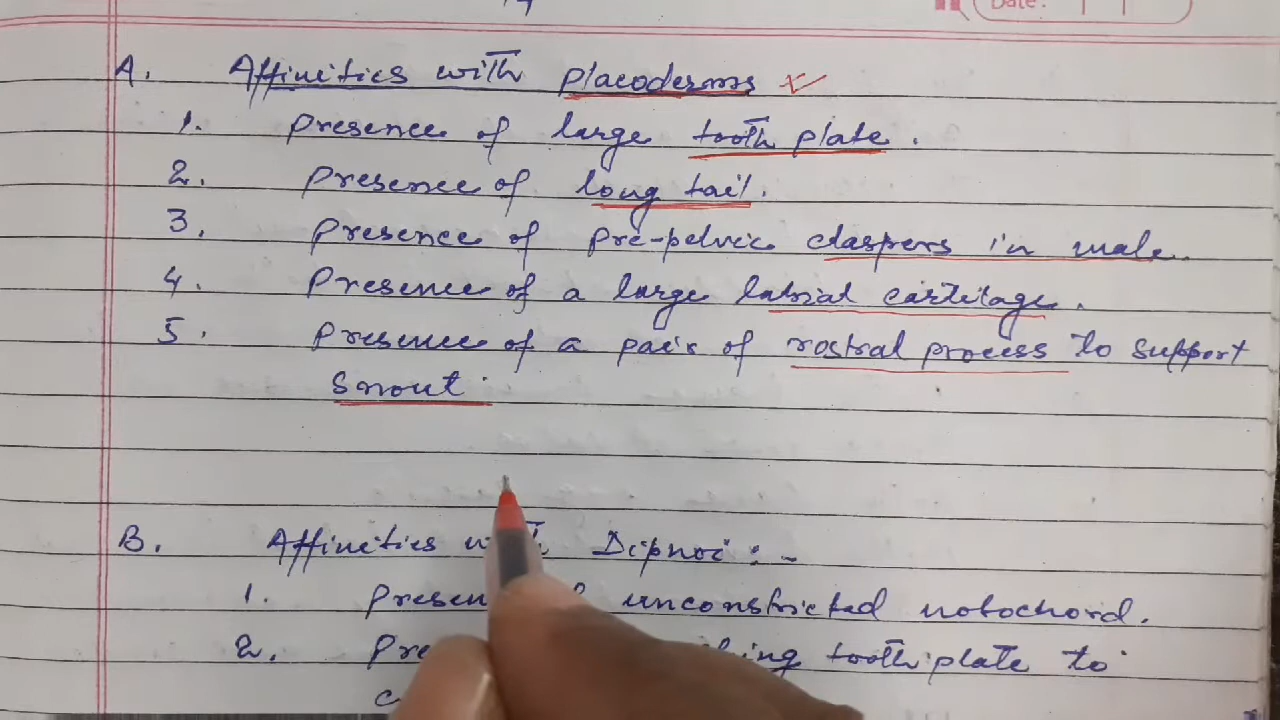 Date:
A. Affinities with placoderms
1. Presence of large tooth plate.
2. Presence of long tail.
3. Presence of pre-pelvic claspers in male.
4. Presence of a large labial cartilage.
5. Presence of a pair of rostral process to support
Snout.
B. Affinities with Dipnoi :-
1. unconstricted notochord.
2. tooth plate to